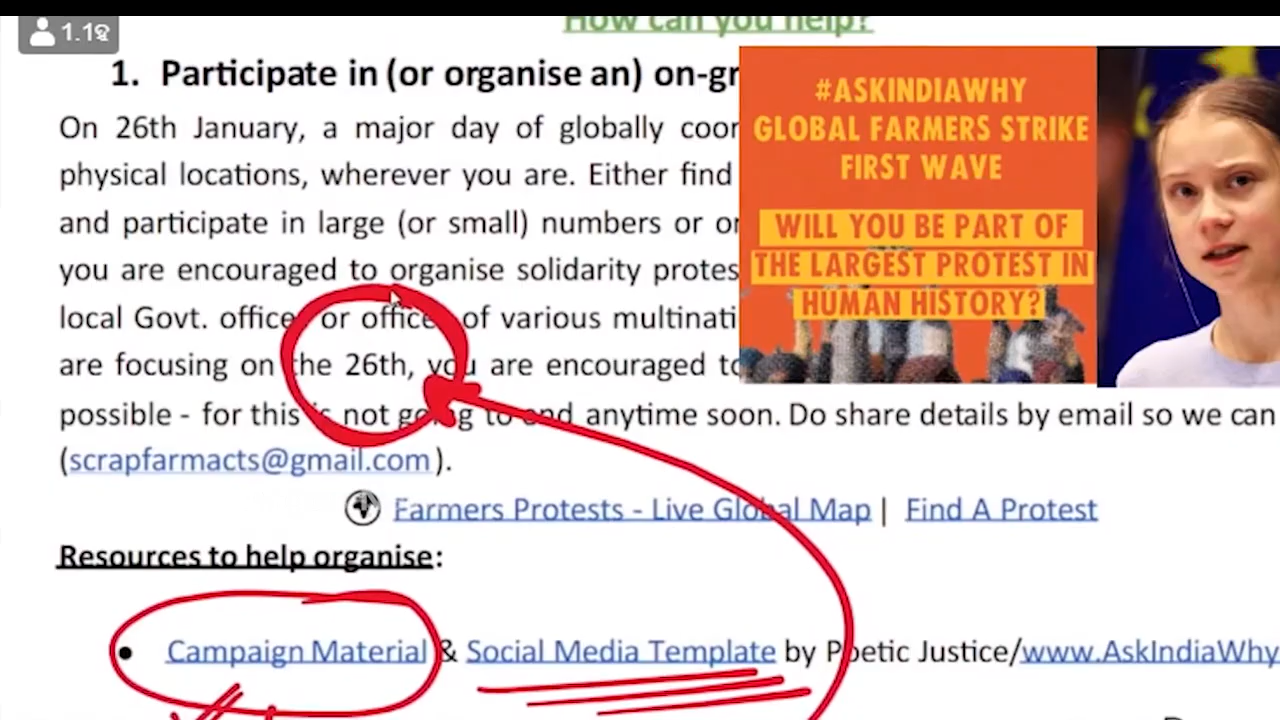 1.1ଝ
How can you help?
1. Participate in (or organise an) on-gr
On 26th January, a major day of globally coor
physical locations, wherever you are. Either find
and participate in large (or small) numbers or or
you are encouraged to organise solidarity protes
local Govt. office or office of various multinati
are focusing on the 26th, you are encouraged to
possible - for this is not going to end anytime soon. Do share details by email so we can
(scrapfarmacts@gmail.com).
Farmers Protests - Live Global Map | Find A Protest
Resources to help organise:
• Campaign Material & Social Media Template by Poetic Justice/www.AskIndiaWhy
#ASKINDIAWHY
GLOBAL FARMERS STRIKE
FIRST WAVE
WILL YOU BE PART OF
THE LARGEST PROTEST IN
HUMAN HISTORY?